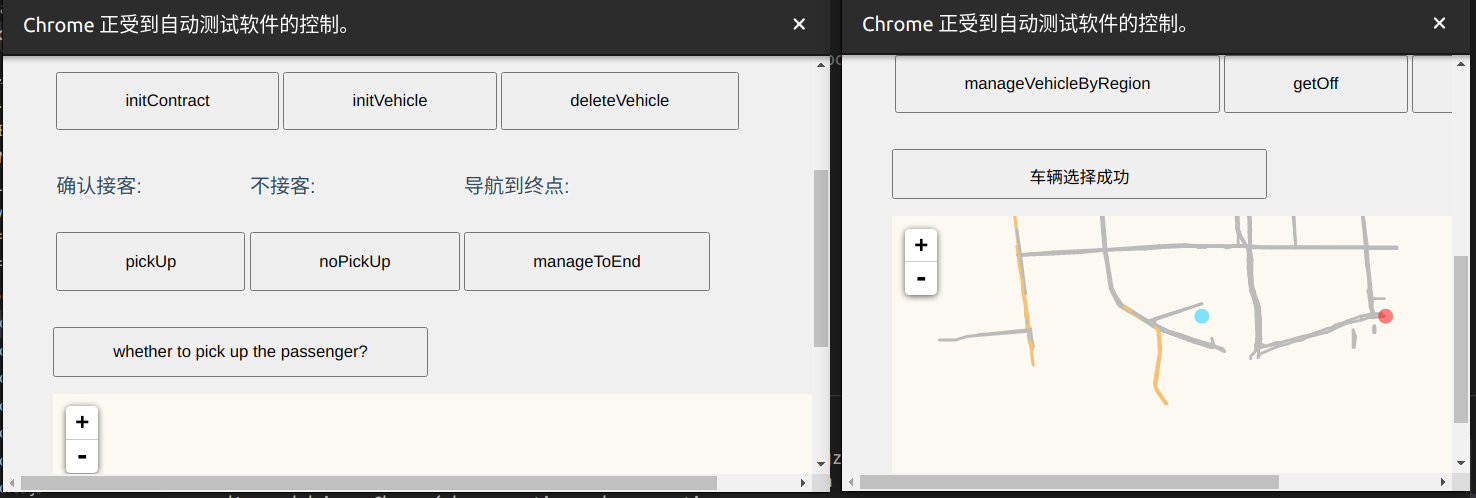 Chrome 正受到自动测试软件的控制。
×
initContract
initVehicle
deleteVehicle
确认接客:
不接客:
导航到终点:
pickUp
noPickUp
manageToEnd
whether to pick up the passenger?
+
-
Chrome 正受到自动测试软件的控制。
×
manageVehicleByRegion
getOff
车辆选择成功
+
-